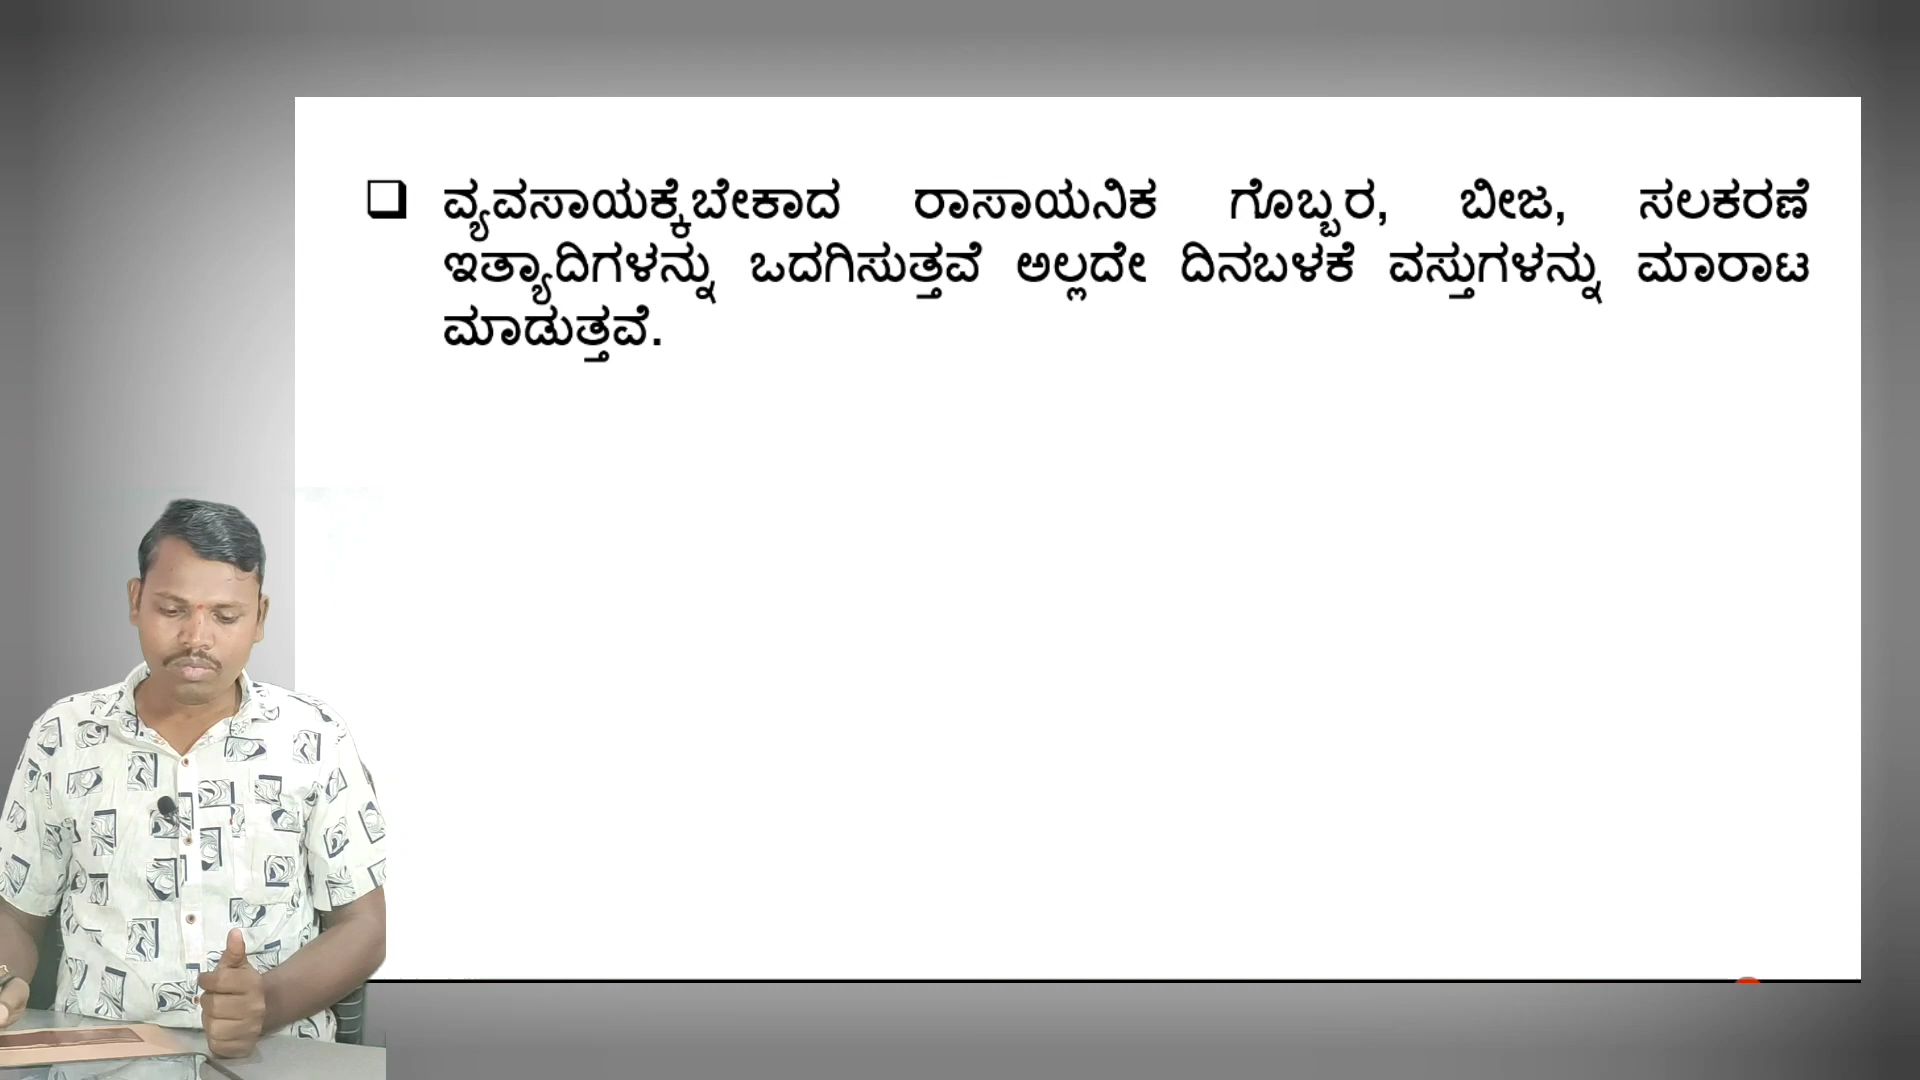 ❑ ವ್ಯವಸಾಯಕ್ಕೆಬೇಕಾದ ರಾಸಾಯನಿಕ ಗೊಬ್ಬರ, ಬೀಜ, ಸಲಕರಣೆ
ಇತ್ಯಾದಿಗಳನ್ನು ಒದಗಿಸುತ್ತವೆ ಅಲ್ಲದೇ ದಿನಬಳಕೆ ವಸ್ತುಗಳನ್ನು ಮಾರಾಟ
ಮಾಡುತ್ತವೆ.